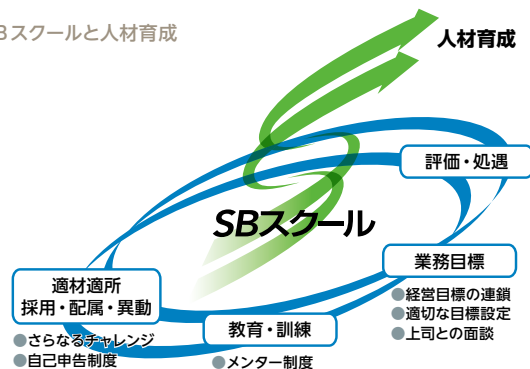 Bスクールと人材育成
人材育成
評価・処遇
SBスクール
業務目標
●経営目標の連鎖
●適切な目標設定
●上司との面談
適材適所
採用・配属・異動
●さらなるチャレンジ
●自己申告制度
教育・訓練
●メンター制度